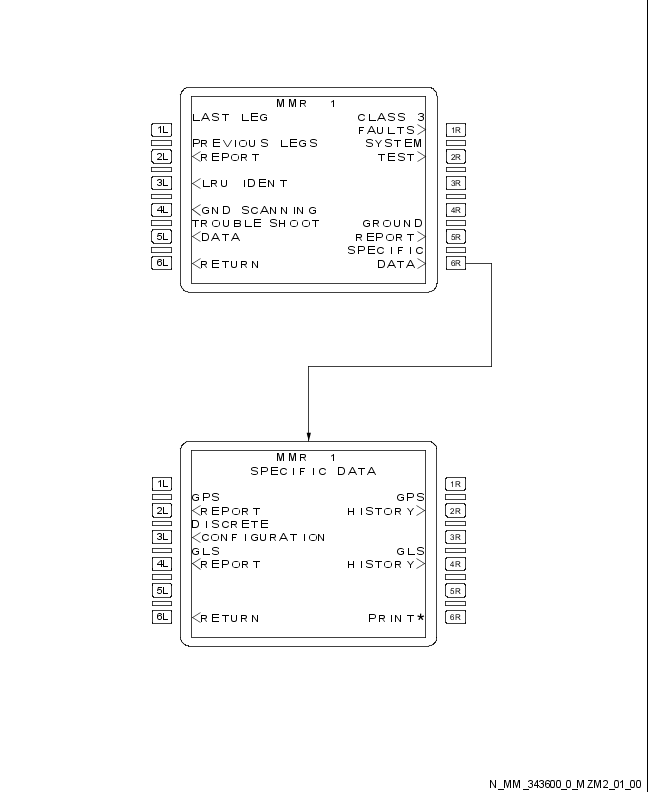 MMR 1
LAST LEG CLASS 3
1L FAULTS> 1R
PREVIOUS LEGS SYSTEM
2L <REPORT TEST> 2R
3L <LRU IDENT 3R
4L <GND SCANNING 4R
TROUBLE SHOOT GROUND
5L <DATA REPORT> 5R
SPECIFIC
6L <RETURN DATA> 6R
MMR 1
SPECIFIC DATA
1L 1R
GPS GPS
2L <REPORT HISTORY> 2R
DISCRETE
3L <CONFIGURATION 3R
GLS GLS
4L <REPORT HISTORY> 4R
5L 5R
6L <RETURN PRINT* 6R
N_MM_343600_0_MZM2_01_00